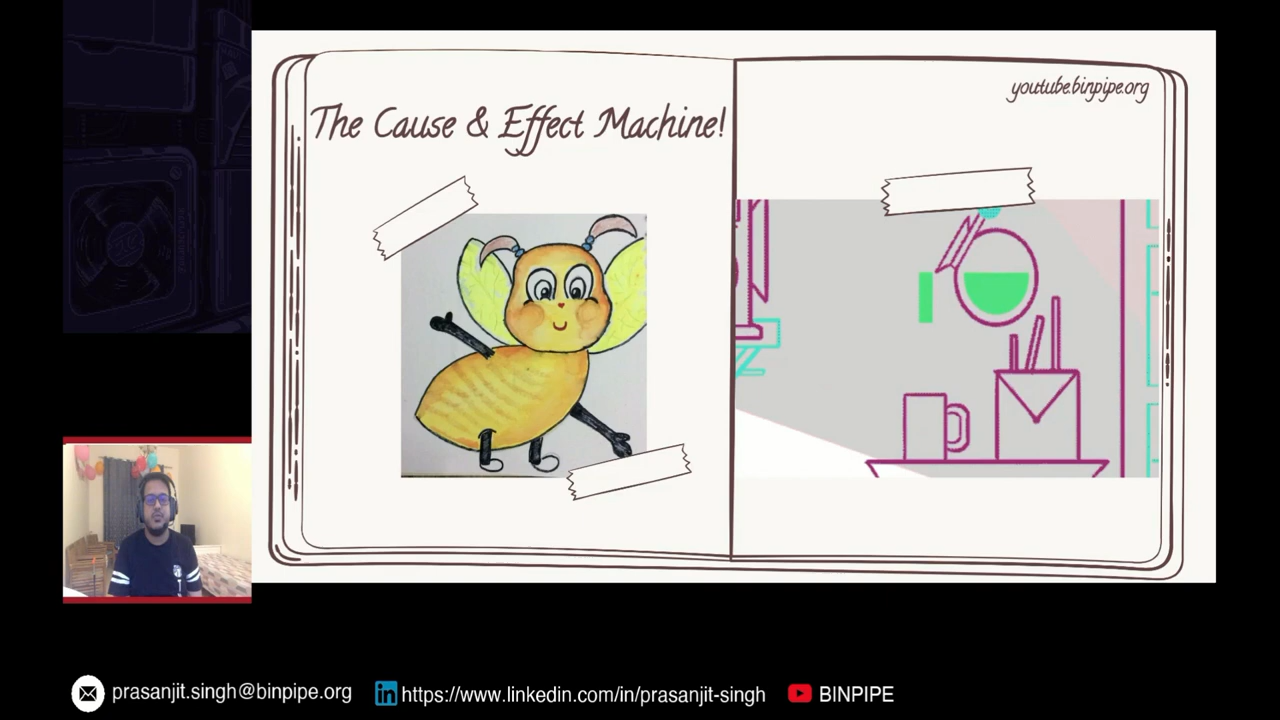 The Cause & Effect Machine!
youtube.binpipe.org
prasanjit.singh@binpipe.org
https://www.linkedin.com/in/prasanjit-singh
BINPIPE